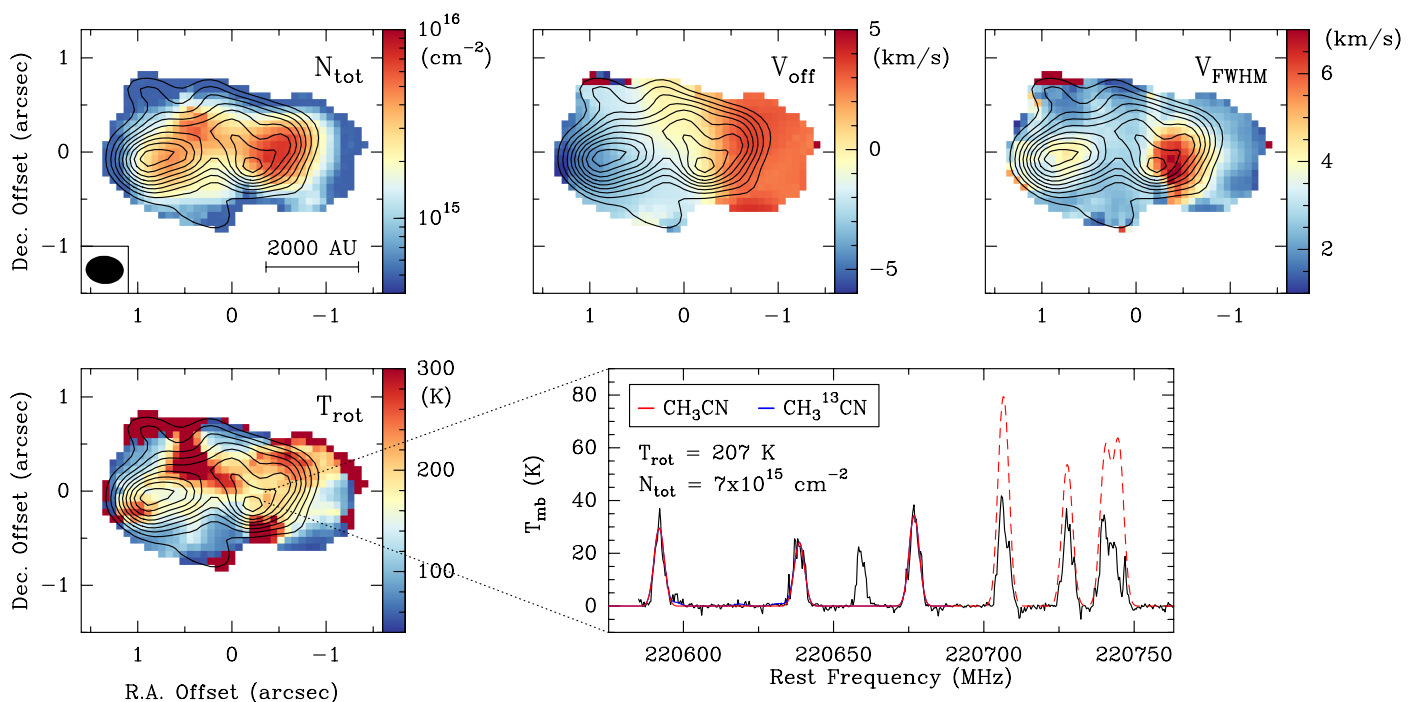 N_tot
10^16
(cm^−2)
10^15
2000 AU
Dec. Offset (arcsec)
1
0
−1
1 0 −1
V_off
5
(km/s)
0
−5
1 0 −1
V_FWHM
(km/s)
6
4
2
1 0 −1
T_rot
300
(K)
200
100
Dec. Offset (arcsec)
1
0
−1
1 0 −1
R.A. Offset (arcsec)
CH_3CN CH_3^13CN
T_rot = 207 K
N_tot = 7x10^15 cm^−2
T_mb (K)
80
60
40
20
0
220600 220650 220700 220750
Rest Frequency (MHz)